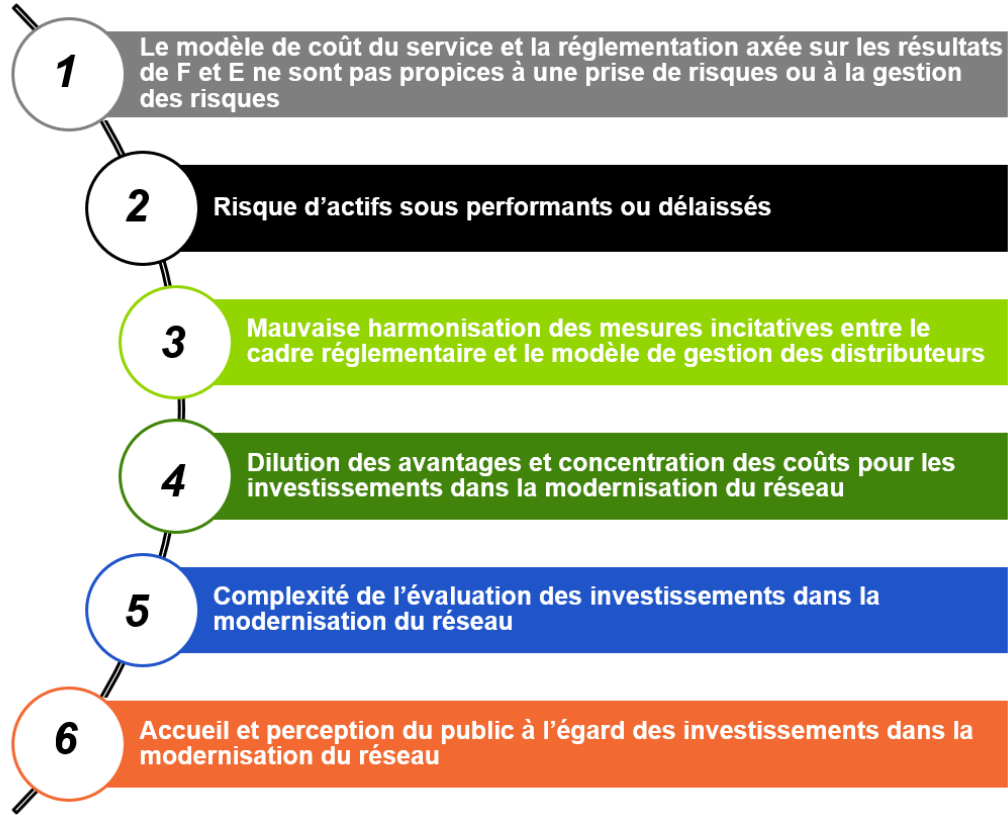 1
Le modèle de coût du service et la réglementation axée sur les résultats
de F et E ne sont pas propices à une prise de risques ou à la gestion
des risques
2
Risque d’actifs sous performants ou délaissés
3
Mauvaise harmonisation des mesures incitatives entre le
cadre réglementaire et le modèle de gestion des distributeurs
4
Dilution des avantages et concentration des coûts pour les
investissements dans la modernisation du réseau
5
Complexité de l’évaluation des investissements dans la
modernisation du réseau
6
Accueil et perception du public à l’égard des investissements dans la
modernisation du réseau